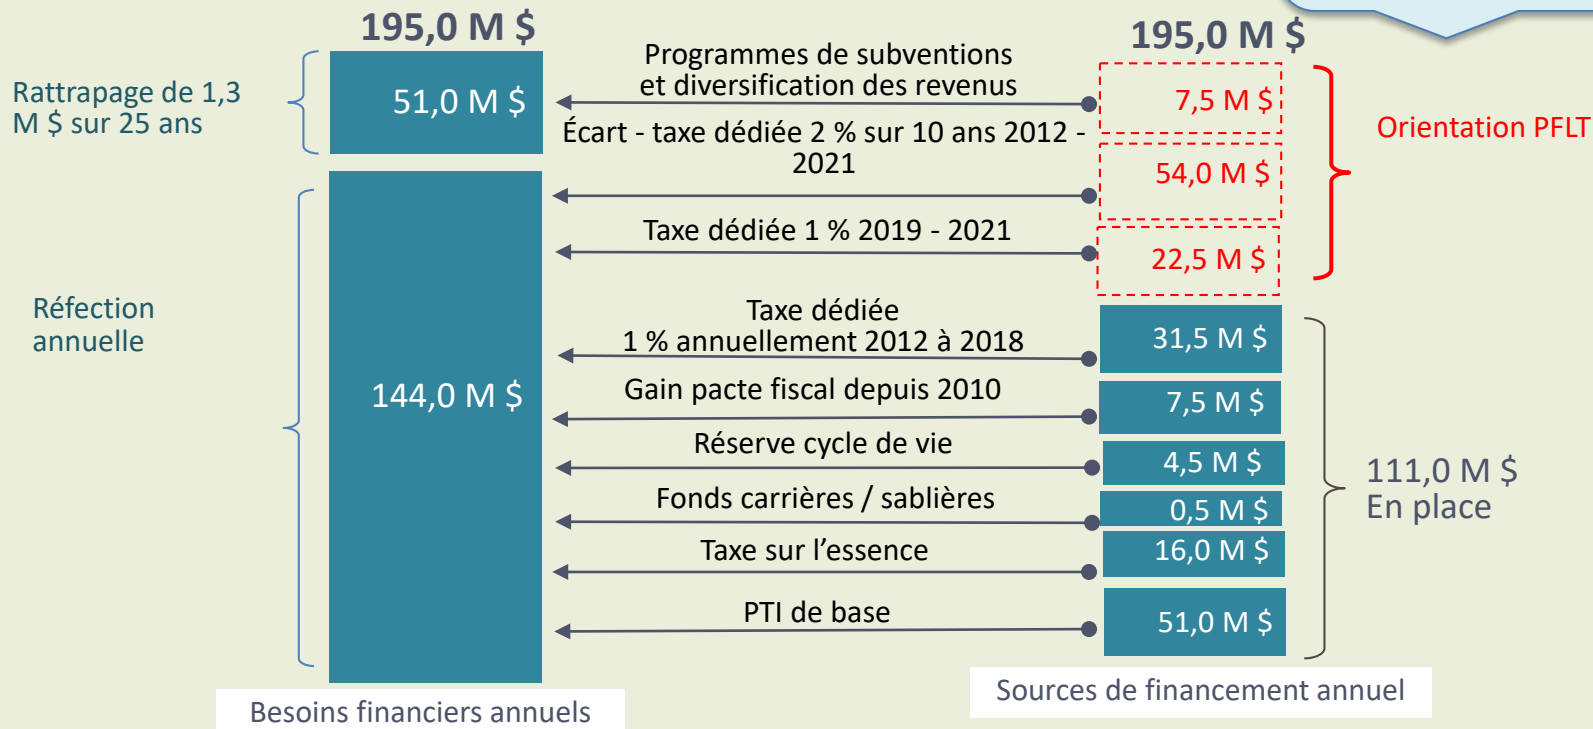 195,0 M $
Rattrapage de 1,3
M $ sur 25 ans
51,0 M $
Réfection
annuelle
144,0 M $
Besoins financiers annuels
Programmes de subventions
et diversification des revenus
Écart - taxe dédiée 2 % sur 10 ans 2012 -
2021
Taxe dédiée 1 % 2019 - 2021
Taxe dédiée
1 % annuellement 2012 à 2018
Gain pacte fiscal depuis 2010
Réserve cycle de vie
Fonds carrières / sablières
Taxe sur l’essence
PTI de base
195,0 M $
7,5 M $
54,0 M $
22,5 M $
31,5 M $
7,5 M $
4,5 M $
0,5 M $
16,0 M $
51,0 M $
Sources de financement annuel
Orientation PFLT
111,0 M $
En place